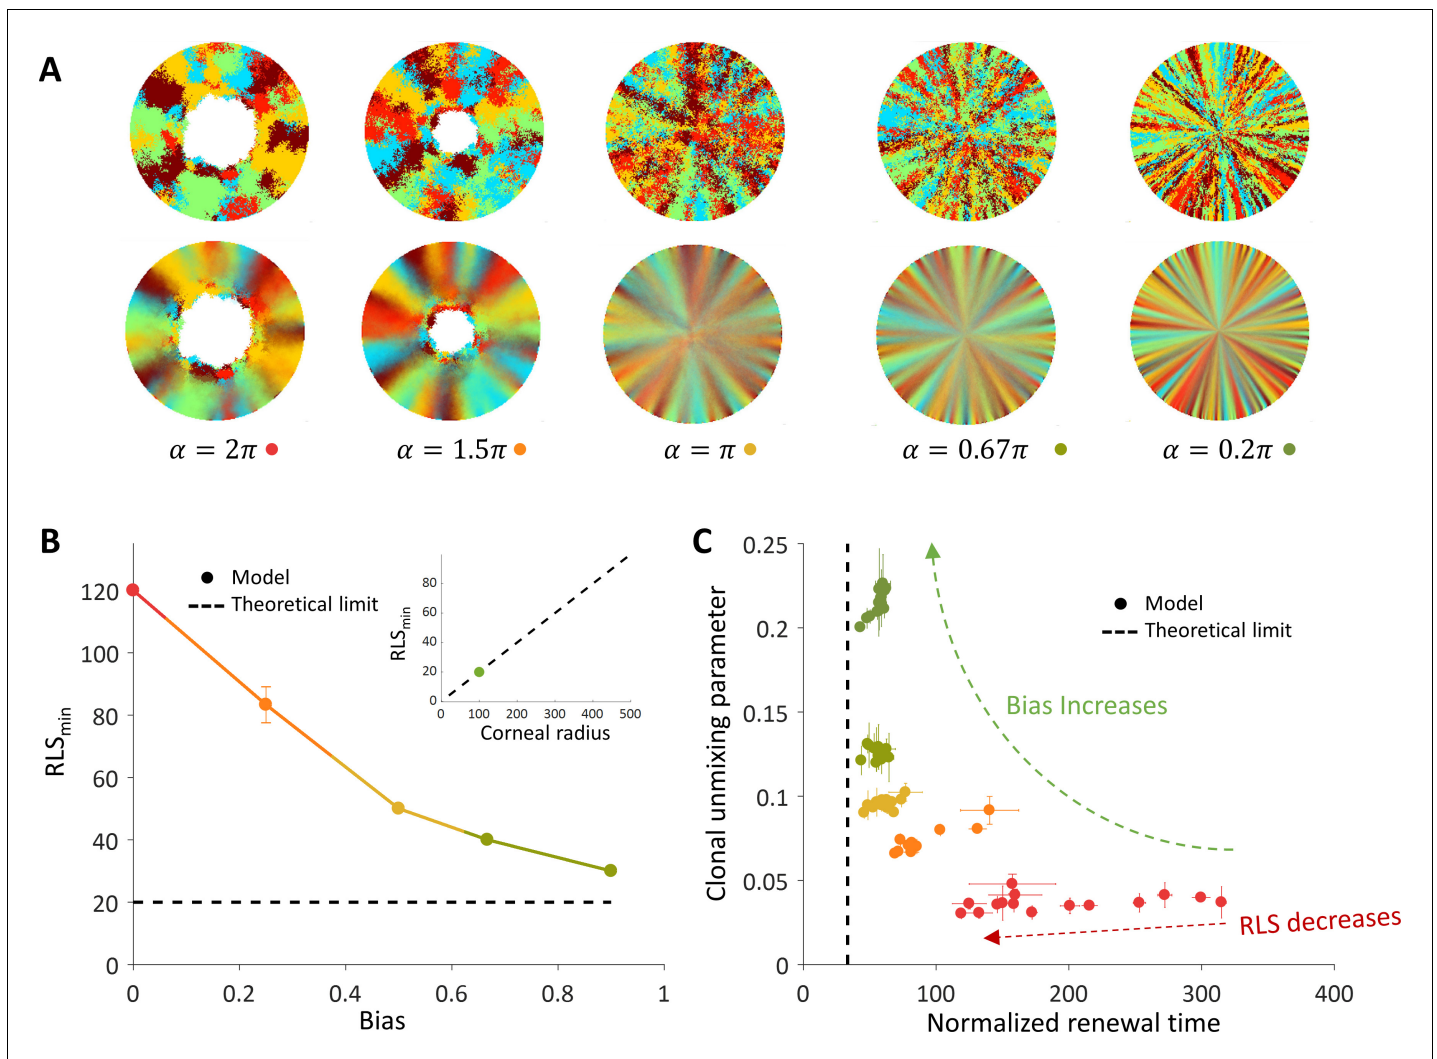 A
α = 2π
α = 1.5π
α = π
α = 0.67π
α = 0.2π
B
Model
Theoretical limit
RLSmin
120
100
80
60
40
20
0
0
0.2
0.4
0.6
0.8
1
Bias
RLSmin
80
60
40
20
0
0
100
200
300
400
500
Corneal radius
C
Clonal unmixing parameter
0.25
0.2
0.15
0.1
0.05
0
Model
Theoretical limit
Bias Increases
RLS decreases
0
100
200
300
400
Normalized renewal time